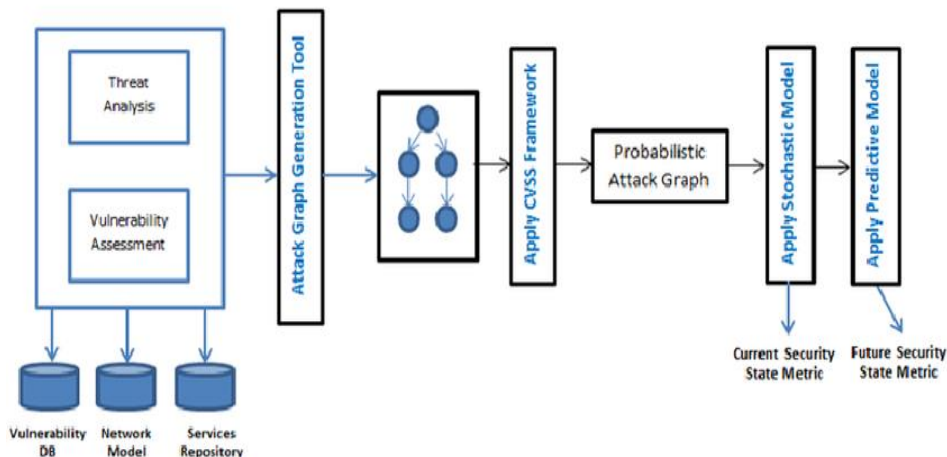 Threat
Analysis
Vulnerability
Assessment
Vulnerability
DB
Network
Model
Services
Repository
Attack Graph Generation Tool
Apply CVSS Framework
Probabilistic
Attack Graph
Apply Stochastic Model
Apply Predictive Model
Current Security
State Metric
Future Security
State Metric